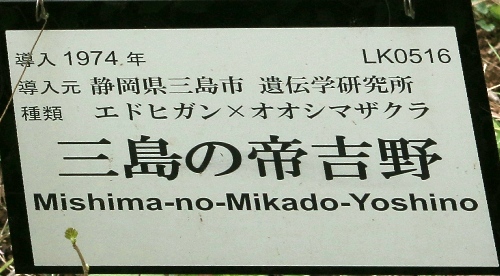 導入 1974 年 LK0516
導入元 静岡県三島市 遺伝学研究所
種類 エドヒガン×オオシマザクラ
三島の帝吉野
Mishima-no-Mikado-Yoshino